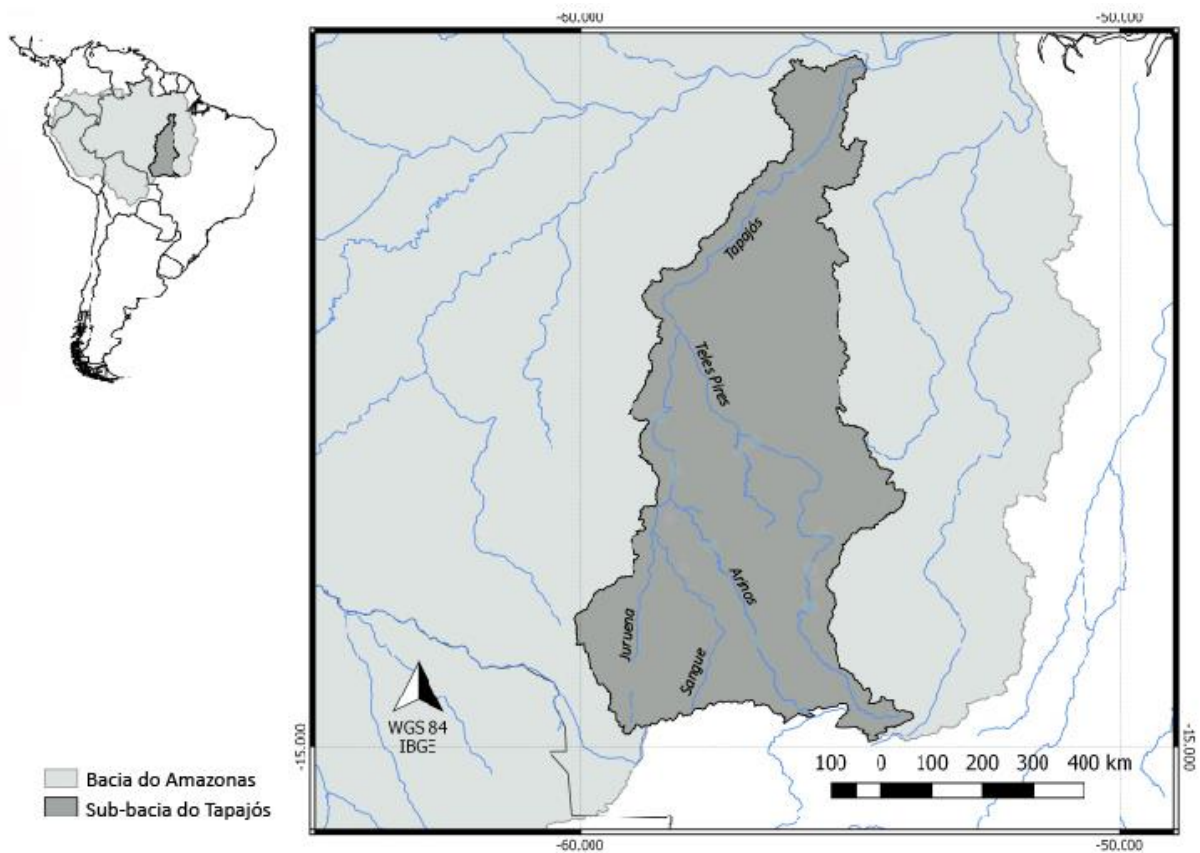 -60.000
-50.000
Tapajós
Teles Pires
Arinos
Juruena
Sangue
WGS 84
IBGE
-15.000
-15.000
100 0 100 200 300 400 km
Bacia do Amazonas
Sub-bacia do Tapajós
-60.000
-50.000